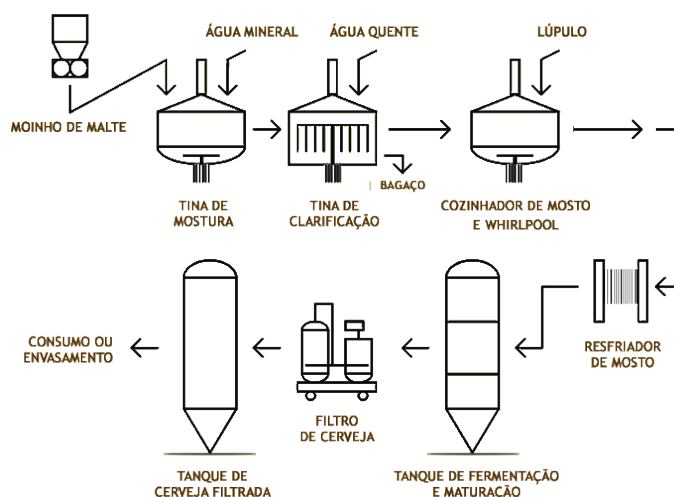 ÁGUA MINERAL
ÁGUA QUENTE
LÚPULO
MOINHO DE MALTE
BAGAÇO
TINA DE
MOSTURA
TINA DE
CLARIFICAÇÃO
COZINHADOR DE MOSTO
E WHIRLPOOL
CONSUMO OU
ENVASAMENTO
RESFRIADOR
DE MOSTO
FILTRO
DE CERVEJA
TANQUE DE
CERVEJA FILTRADA
TANQUE DE FERMENTAÇÃO
E MATURAÇÃO